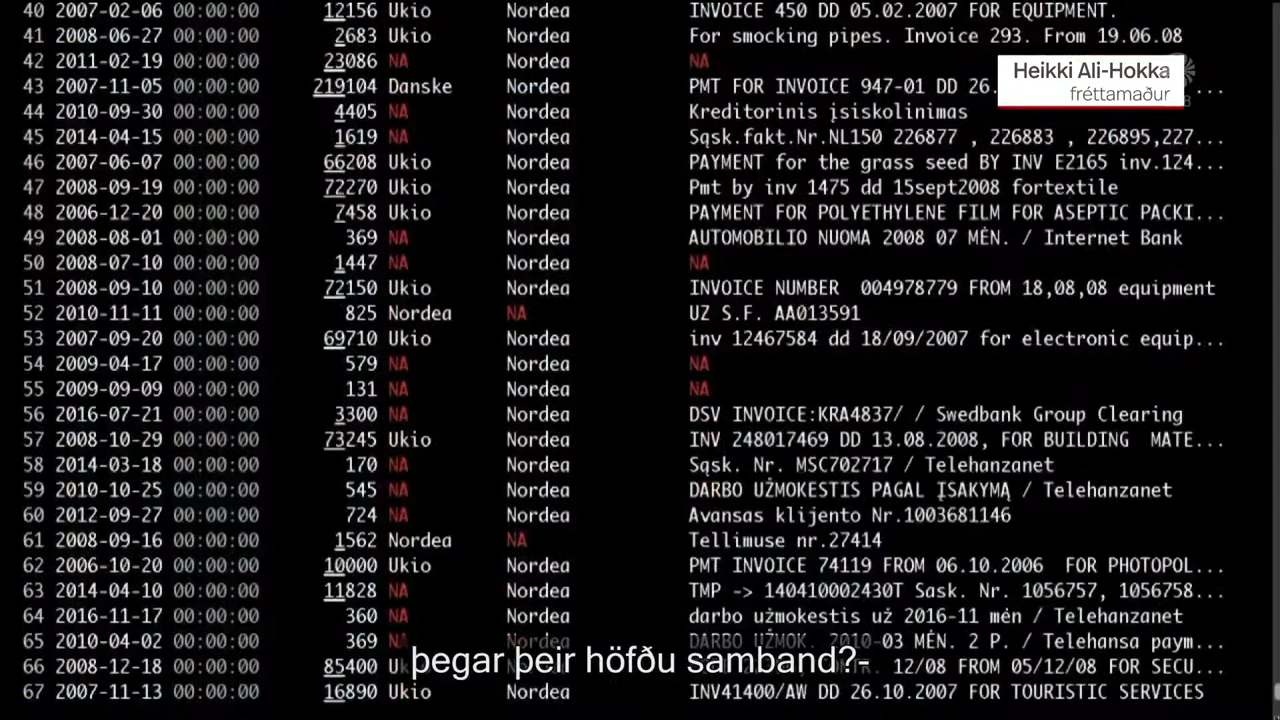 40 2007-02-06 00:00:00 12156 Ukio Nordea INVOICE 450 DD 05.02.2007 FOR EQUIPMENT.
41 2008-06-27 00:00:00 2683 Ukio Nordea For smocking pipes. Invoice 293. From 19.06.08
42 2011-02-19 00:00:00 23086 NA Nordea NA
43 2007-11-05 00:00:00 219104 Danske Nordea PMT FOR INVOICE 947-01 DD 26. ...
Heikki Ali-Hokka
fréttamaður
44 2010-09-30 00:00:00 4405 NA Nordea Kreditorinis įsiskolinimas
45 2014-04-15 00:00:00 1619 NA Nordea Sąsk.fakt.Nr.NL150 226877 , 226883 , 226895,227...
46 2007-06-07 00:00:00 66208 Ukio Nordea PAYMENT for the grass seed BY INV E2165 inv.124...
47 2008-09-19 00:00:00 72270 Ukio Nordea Pmt by inv 1475 dd 15sept2008 fortextile
48 2006-12-20 00:00:00 7458 Ukio Nordea PAYMENT FOR POLYETHYLENE FILM FOR ASEPTIC PACKI...
49 2008-08-01 00:00:00 369 NA Nordea AUTOMOBILIO NUOMA 2008 07 MĖN. / Internet Bank
50 2008-07-10 00:00:00 1447 NA Nordea NA
51 2008-09-10 00:00:00 72150 Ukio Nordea INVOICE NUMBER 004978779 FROM 18,08,08 equipment
52 2010-11-11 00:00:00 825 Nordea NA UZ S.F. AA013591
53 2007-09-20 00:00:00 69710 Ukio Nordea inv 12467584 dd 18/09/2007 for electronic equip...
54 2009-04-17 00:00:00 579 NA Nordea NA
55 2009-09-09 00:00:00 131 NA Nordea NA
56 2016-07-21 00:00:00 3300 NA Nordea DSV INVOICE:KRA4837/ / Swedbank Group Clearing
57 2008-10-29 00:00:00 73245 Ukio Nordea INV 248017469 DD 13.08.2008, FOR BUILDING MATE...
58 2014-03-18 00:00:00 170 NA Nordea Sąsk. Nr. MSC702717 / Telehanzanet
59 2010-10-25 00:00:00 545 NA Nordea DARBO UŽMOKESTIS PAGAL ĮSAKYMĄ / Telehanzanet
60 2012-09-27 00:00:00 724 NA Nordea Avansas klijento Nr.1003681146
61 2008-09-16 00:00:00 1562 Nordea NA Tellimuse nr.27414
62 2006-10-20 00:00:00 10000 Ukio Nordea PMT INVOICE 74119 FROM 06.10.2006 FOR PHOTOPOL...
63 2014-04-10 00:00:00 11828 NA Nordea TMP -> 140410002430T Sask. Nr. 1056757, 1056758...
64 2016-11-17 00:00:00 360 NA Nordea darbo užmokestis už 2016-11 mėn / Telehanzanet
65 2010-04-02 00:00:00 369 NA Nordea DARBO UŽMOK. 2010-03 MĖN. 2 P. / Telehansa paym...
66 2008-12-18 00:00:00 85400 12/08 FROM 05/12/08 FOR SECU...
þegar þeir höfðu samband?-
67 2007-11-13 00:00:00 16890 Ukio Nordea INV41400/AW DD 26.10.2007 FOR TOURISTIC SERVICES